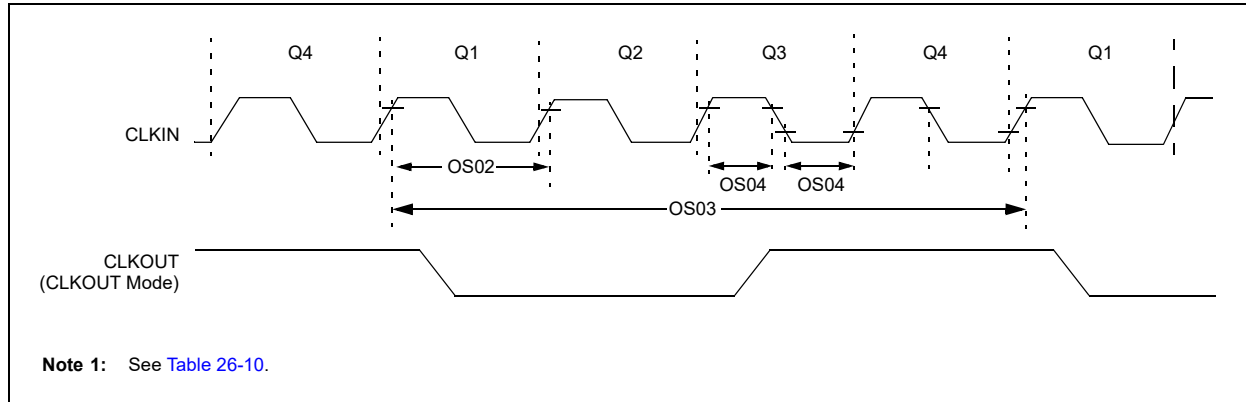 Q4 Q1 Q2 Q3 Q4 Q1
CLKIN
OS02
OS04 OS04
OS03
CLKOUT
(CLKOUT Mode)
Note 1: See Table 26-10.